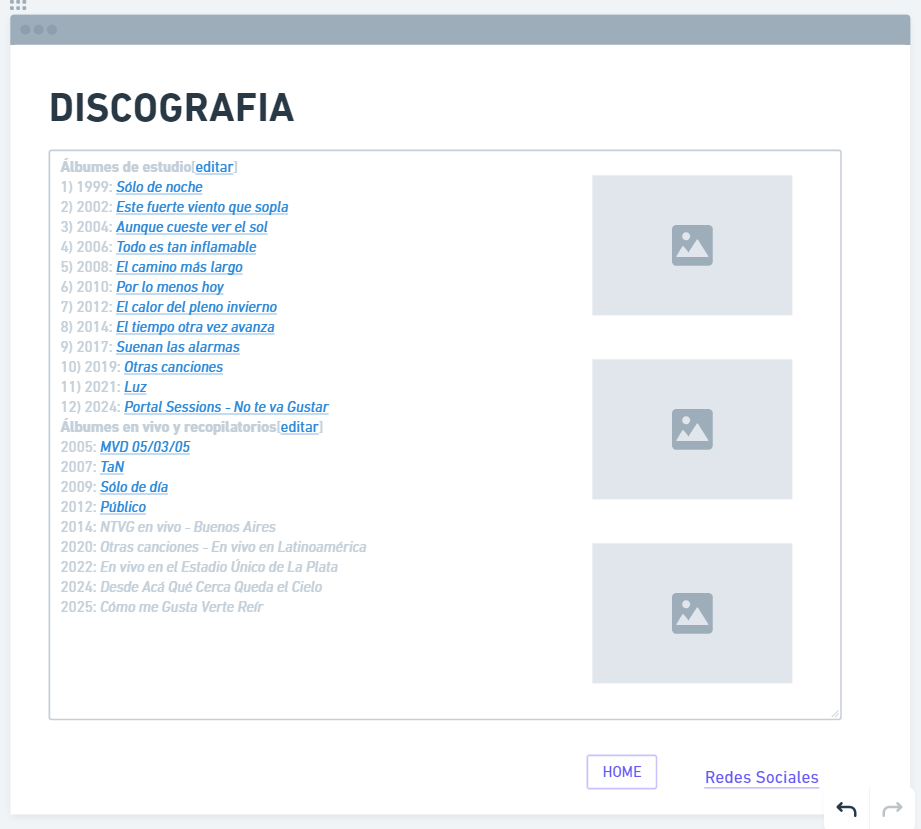 DISCOGRAFIA
Álbumes de estudio[editar]
1) 1999: Sólo de noche
2) 2002: Este fuerte viento que sopla
3) 2004: Aunque cueste ver el sol
4) 2006: Todo es tan inflamable
5) 2008: El camino más largo
6) 2010: Por lo menos hoy
7) 2012: El calor del pleno invierno
8) 2014: El tiempo otra vez avanza
9) 2017: Suenan las alarmas
10) 2019: Otras canciones
11) 2021: Luz
12) 2024: Portal Sessions - No te va Gustar
Álbumes en vivo y recopilatorios[editar]
2005: MVD 05/03/05
2007: TaN
2009: Sólo de día
2012: Público
2014: NTVG en vivo - Buenos Aires
2020: Otras canciones - En vivo en Latinoamérica
2022: En vivo en el Estadio Único de La Plata
2024: Desde Acá Qué Cerca Queda el Cielo
2025: Cómo me Gusta Verte Reír
HOME
Redes Sociales